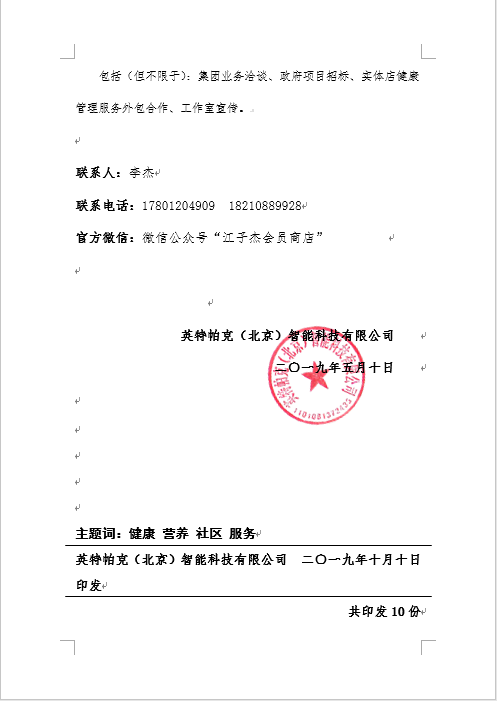 包括（但不限于）：集团业务洽谈、政府项目招标、实体店健康
管理服务外包合作、工作室宣传。
联系人：李杰
联系电话：17801204909 18210889928
官方微信：微信公众号“江子杰会员商店”
英特帕克（北京）智能科技有限公司
二〇一九年五月十日
英特帕克（北京）智能科技有限公司
1101081372435
主题词：健康 营养 社区 服务
英特帕克（北京）智能科技有限公司 二〇一九年十月十日
印发
共印发 10 份